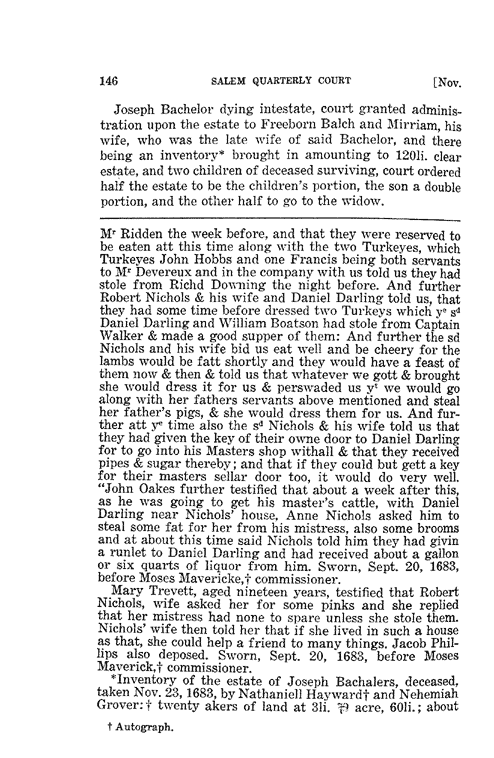 146 SALEM QUARTERLY COURT [Nov.
Joseph Bachelor dying intestate, court granted adminis-
tration upon the estate to Freeborn Balch and Mirriam, his
wife, who was the late wife of said Bachelor, and there
being an inventory* brought in amounting to 120li. clear
estate, and two children of deceased surviving, court ordered
half the estate to be the children's portion, the son a double
portion, and the other half to go to the widow.
Mʳ Ridden the week before, and that they were reserved to
be eaten att this time along with the two Turkeyes, which
Turkeyes John Hobbs and one Francis being both servants
to Mʳ Devereux and in the company with us told us they had
stole from Richd Downing the night before. And further
Robert Nichols & his wife and Daniel Darling told us, that
they had some time before dressed two Turkeys which yᵉ sᵈ
Daniel Darling and William Boatson had stole from Captain
Walker & made a good supper of them: And further the sd
Nichols and his wife bid us eat well and be cheery for the
lambs would be fatt shortly and they would have a feast of
them now & then & told us that whatever we gott & brought
she would dress it for us & perswaded us yᵗ we would go
along with her fathers servants above mentioned and steal
her father's pigs, & she would dress them for us. And fur-
ther att yᵉ time also the sᵈ Nichols & his wife told us that
they had given the key of their owne door to Daniel Darling
for to go into his Masters shop withall & that they received
pipes & sugar thereby; and that if they could but gett a key
for their masters sellar door too, it would do very well.
"John Oakes further testified that about a week after this,
as he was going to get his master's cattle, with Daniel
Darling near Nichols' house, Anne Nichols asked him to
steal some fat for her from his mistress, also some brooms
and at about this time said Nichols told him they had givin
a runlet to Daniel Darling and had received about a gallon
or six quarts of liquor from him. Sworn, Sept. 20, 1683,
before Moses Mavericke,† commissioner.
Mary Trevett, aged nineteen years, testified that Robert
Nichols, wife asked her for some pinks and she replied
that her mistress had none to spare unless she stole them.
Nichols' wife then told her that if she lived in such a house
as that, she could help a friend to many things. Jacob Phil-
lips also deposed. Sworn, Sept. 20, 1683, before Moses
Maverick,† commissioner.
*Inventory of the estate of Joseph Bachalers, deceased,
taken Nov. 23, 1683, by Nathaniell Hayward† and Nehemiah
Grover:† twenty akers of land at 3li. ⅌ acre, 60li.; about
† Autograph.